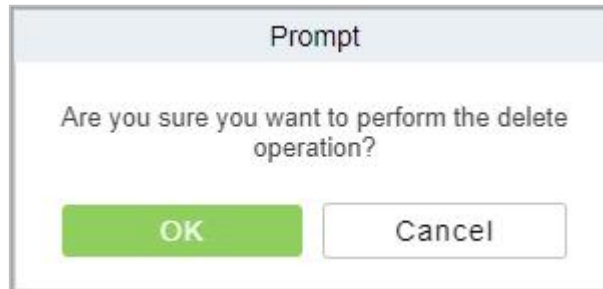 Prompt
Are you sure you want to perform the delete
operation?
OK
Cancel